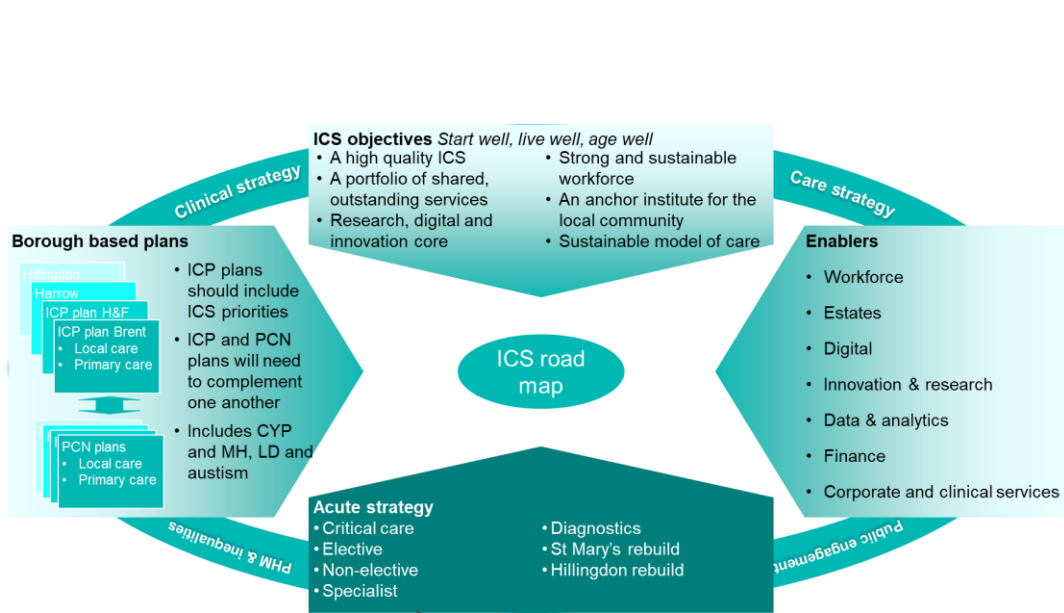 ICS objectives Start well, live well, age well
• A high quality ICS
• A portfolio of shared,
outstanding services
• Research, digital and
innovation core
• Strong and sustainable
workforce
• An anchor institute for the
local community
• Sustainable model of care
Clinical strategy
Care strategy
Borough based plans
Hillingdon
Harrow
ICP plan H&F
ICP plan Brent
• Local care
• Primary care
PCN plans
• Local care
• Primary care
• ICP plans
should include
ICS priorities
• ICP and PCN
plans will need
to complement
one another
• Includes CYP
and MH, LD and
austism
ICS road
map
Enablers
• Workforce
• Estates
• Digital
• Innovation & research
• Data & analytics
• Finance
• Corporate and clinical services
PHM & inequalities
Acute strategy
• Critical care
• Elective
• Non-elective
• Specialist
• Diagnostics
• St Mary's rebuild
• Hillingdon rebuild
Public engagement